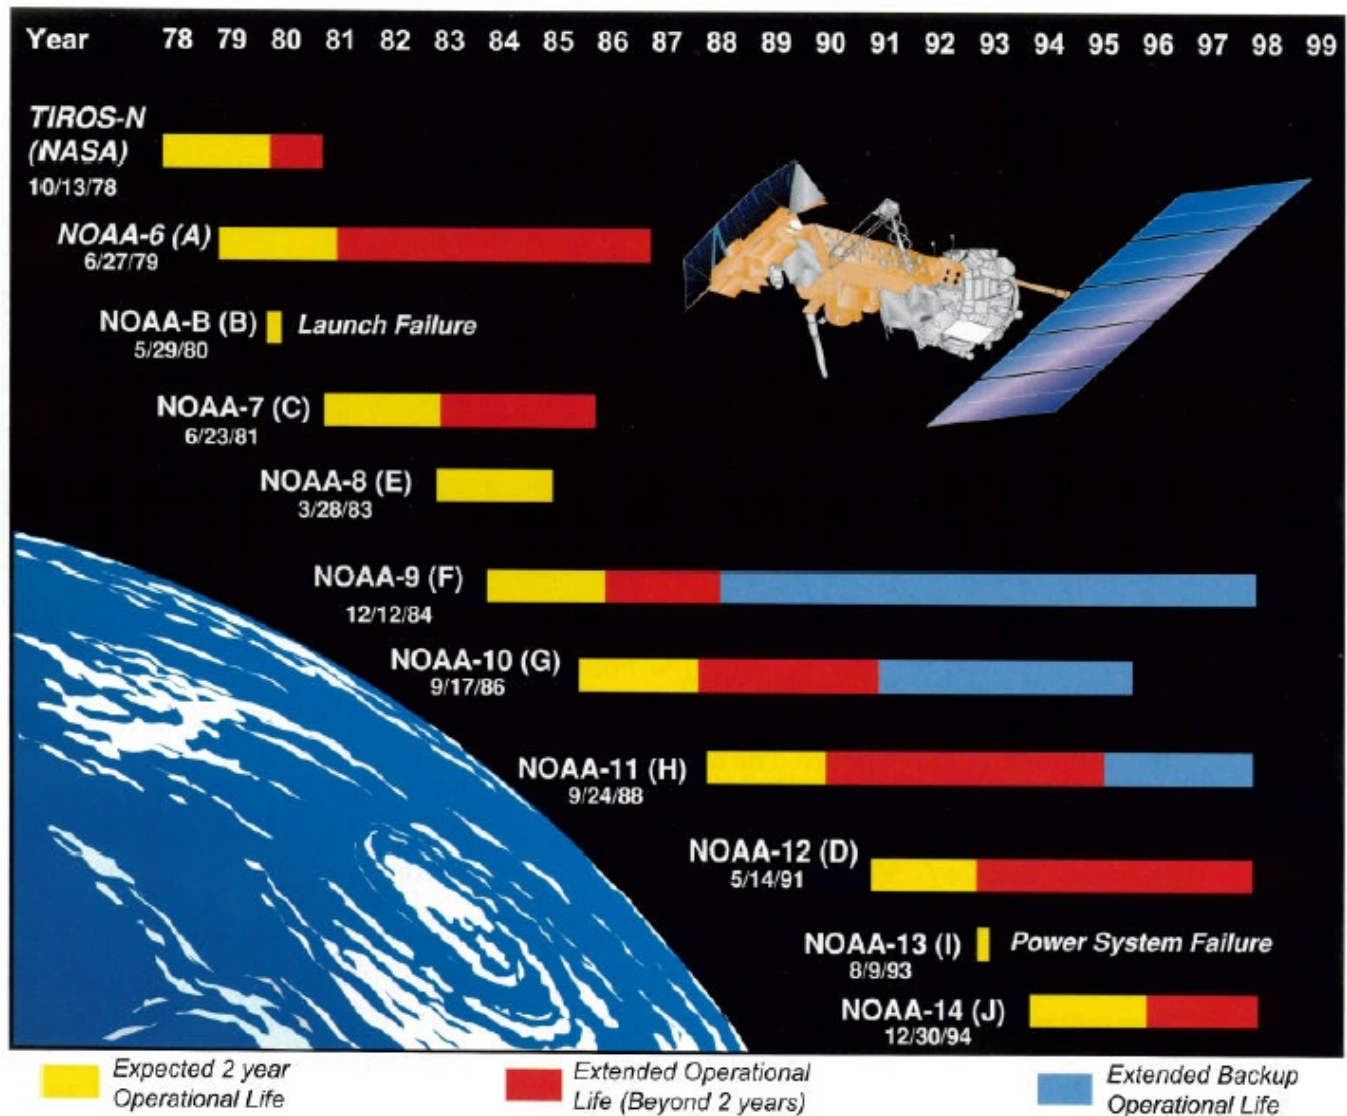 Year 78 79 80 81 82 83 84 85 86 87 88 89 90 91 92 93 94 95 96 97 98 99
TIROS-N
(NASA)
10/13/78
NOAA-6 (A)
6/27/79
NOAA-B (B) Launch Failure
5/29/80
NOAA-7 (C)
6/23/81
NOAA-8 (E)
3/28/83
NOAA-9 (F)
12/12/84
NOAA-10 (G)
9/17/86
NOAA-11 (H)
9/24/88
NOAA-12 (D)
5/14/91
NOAA-13 (I) Power System Failure
8/9/93
NOAA-14 (J)
12/30/94
Expected 2 year
Operational Life
Extended Operational
Life (Beyond 2 years)
Extended Backup
Operational Life